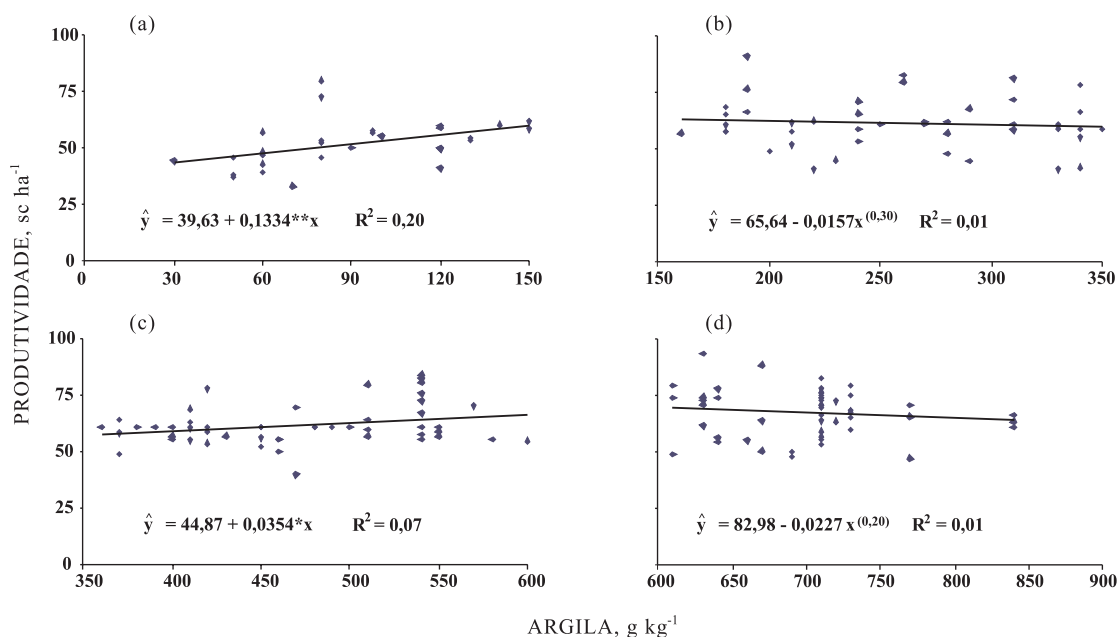 (a)
(b)
100
75
50
25
0
ŷ = 39,63 + 0,1334**x R² = 0,20
ŷ = 65,64 - 0,0157x(0,30) R² = 0,01
0 30 60 90 120 150
150 200 250 300 350
PRODUTIVIDADE, sc ha⁻¹
(c)
(d)
100
75
50
25
0
ŷ = 44,87 + 0,0354*x R² = 0,07
ŷ = 82,98 - 0,0227 x(0,20) R² = 0,01
350 400 450 500 550 600
600 650 700 750 800 850 900
ARGILA, g kg⁻¹